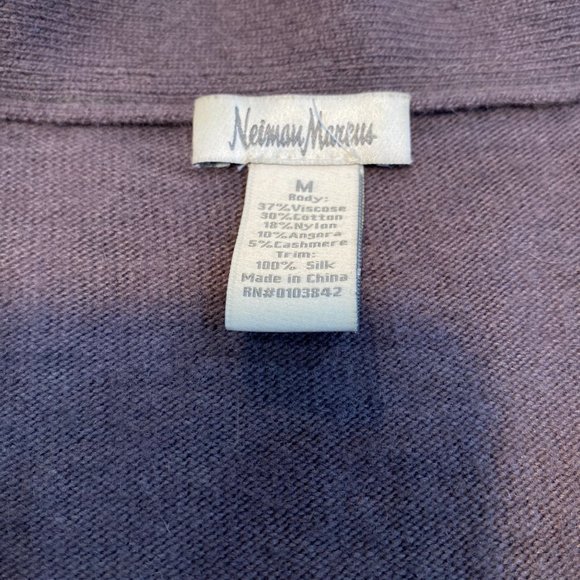 Neiman Marcus
M
Body:
37%Viscose
30%Cotton
18%Nylon
10%Angora
5%Cashmere
Trim:
100% Silk
Made in China
RN#0103842